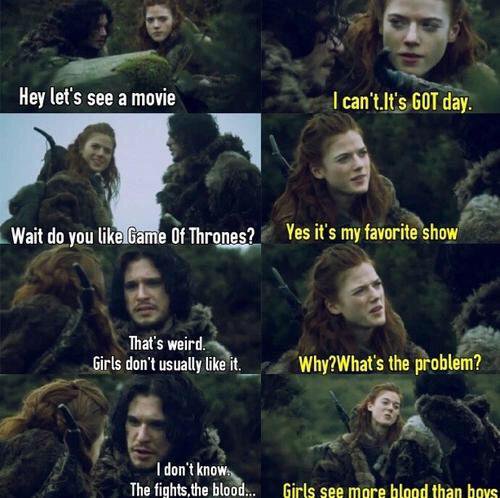 Hey let's see a movie
I can't.It's GOT day.
Wait do you like Game Of Thrones?
Yes it's my favorite show
That's weird.
Girls don't usually like it.
Why?What's the problem?
I don't know.
The fights,the blood...
Girls see more blood than boys